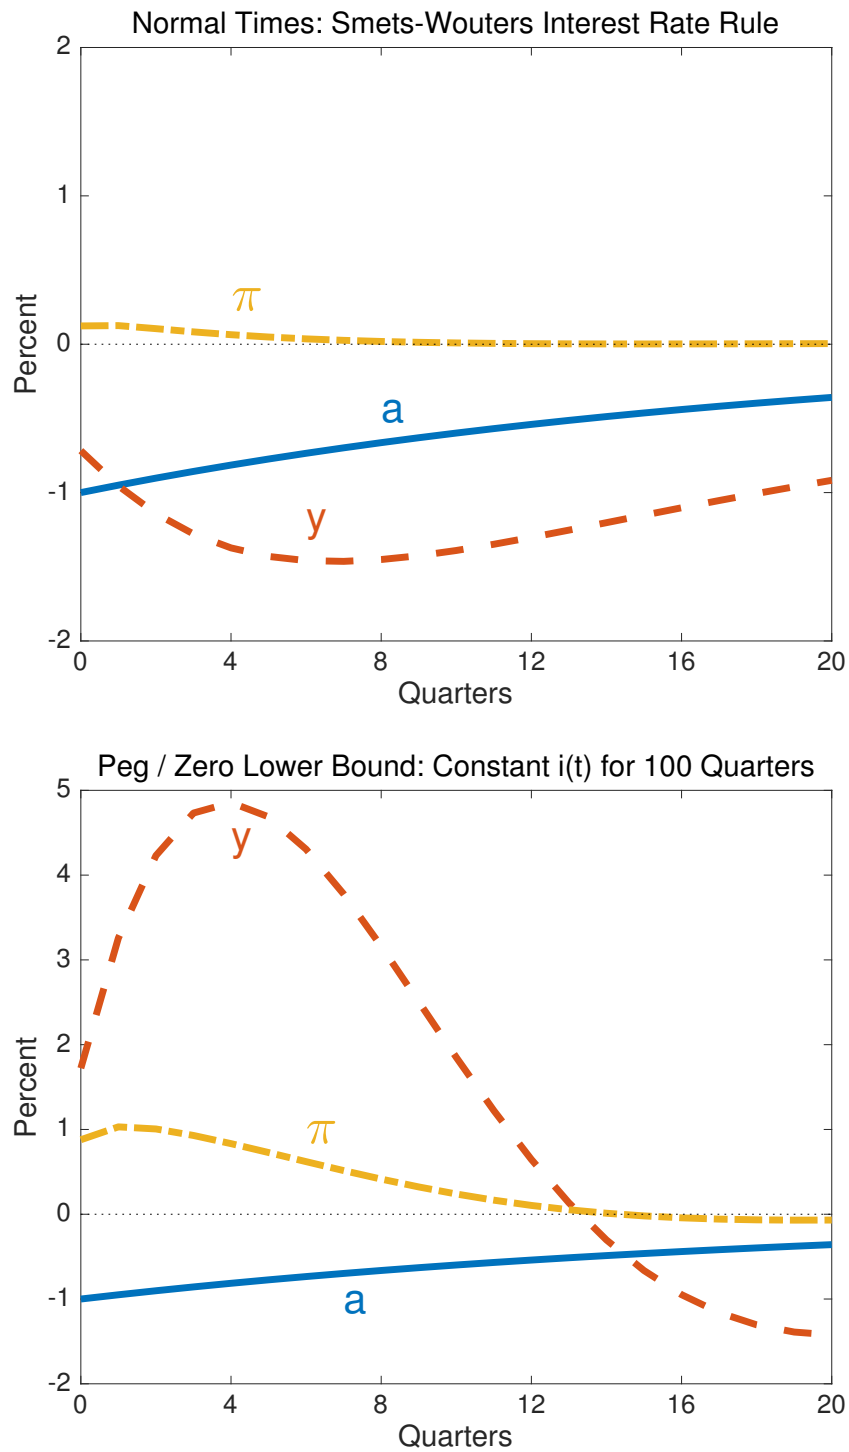 Normal Times: Smets-Wouters Interest Rate Rule
2
1
0
-1
-2
Percent
π
a
y
0 4 8 12 16 20
Quarters
Peg / Zero Lower Bound: Constant i(t) for 100 Quarters
5
4
3
2
1
0
-1
-2
Percent
y
π
a
0 4 8 12 16 20
Quarters